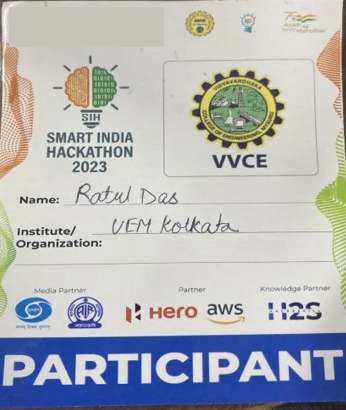 Azadi Ka
Amrit Mahotsav
SIH
SMART INDIA
HACKATHON
2023
VIDYAVARDHAKA
COLLEGE OF ENGINEERING, MYSURU
VVCE
Name: Ratul Das
Institute/ UEM Kolkata
Organization:
Media Partner
Partner
Knowledge Partner
Hero
aws
H2S
PARTICIPANT